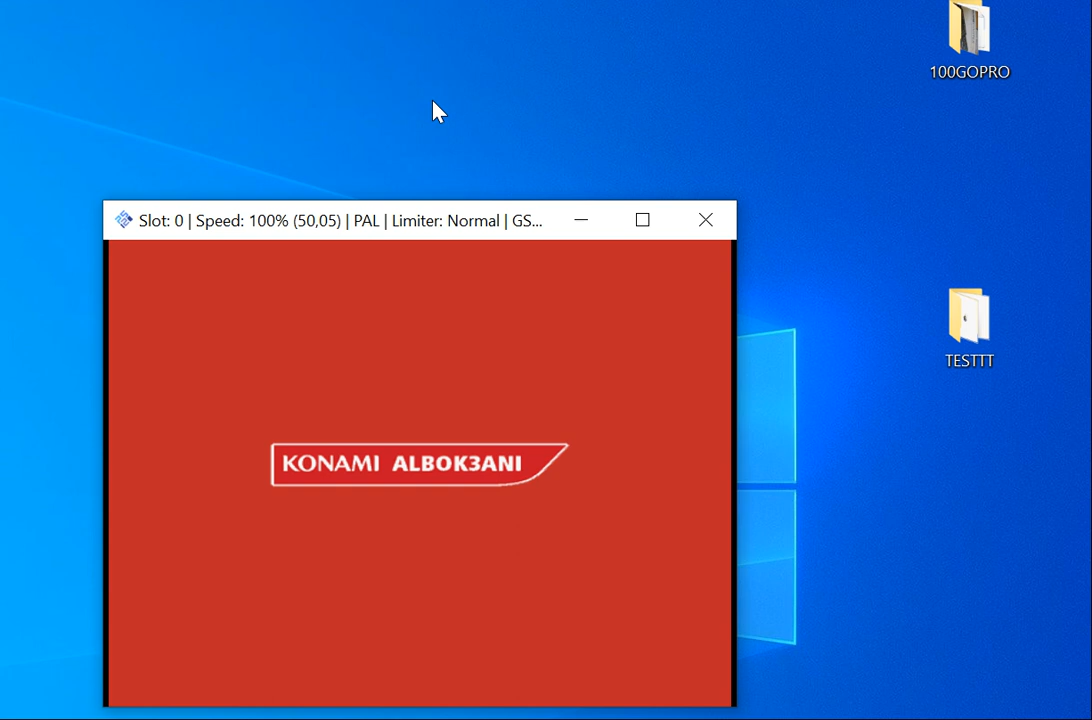 100GOPRO
Slot: 0 | Speed: 100% (50,05) | PAL | Limiter: Normal | GS...
TESTTT
KONAMI ALBOK3ANI